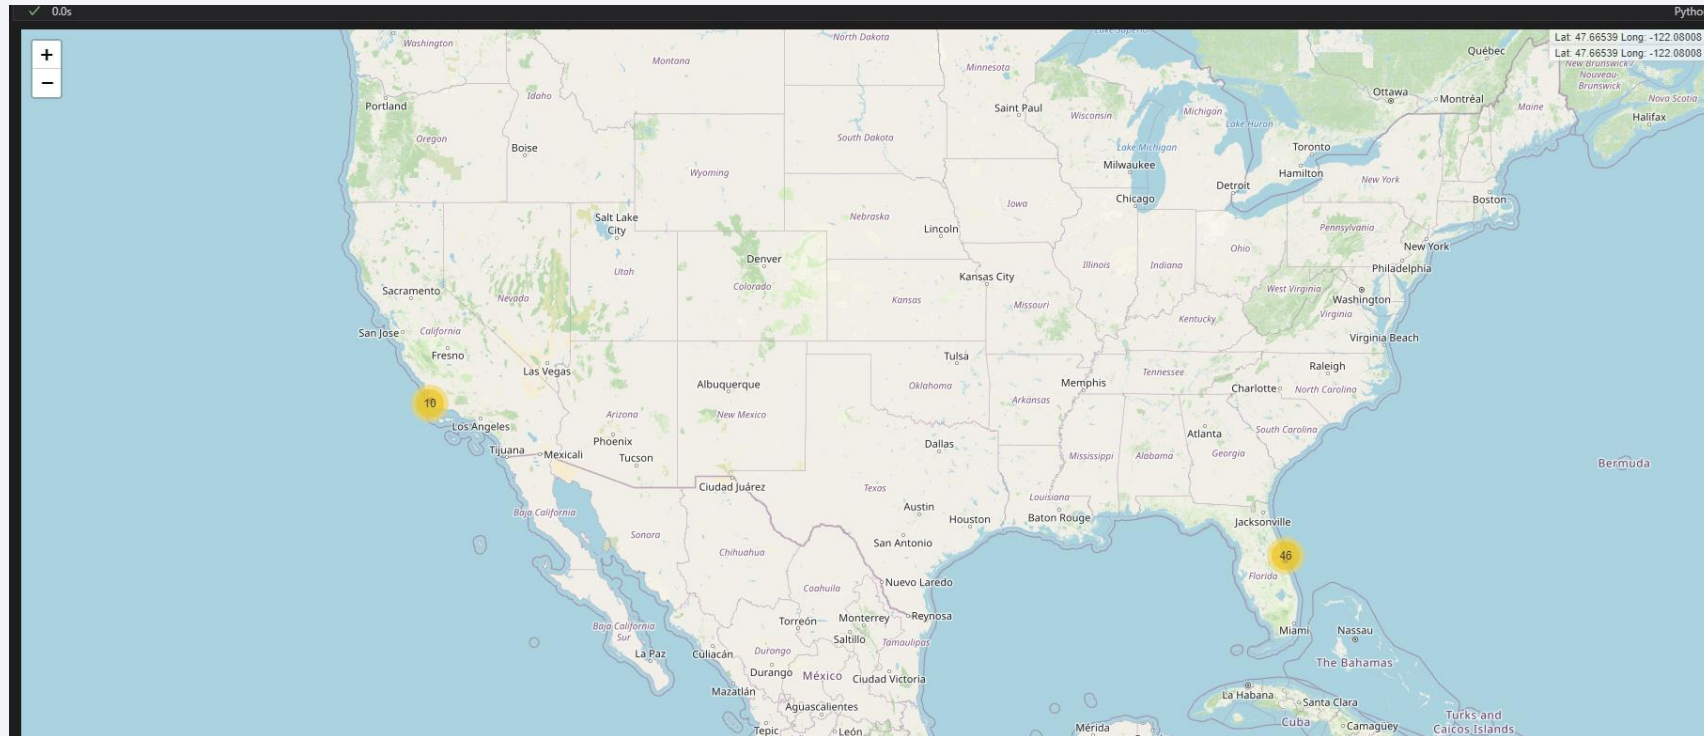 0.0s
Pytho
+
−
Lat: 47.66539 Long: -122.08008
Lat: 47.66539 Long: -122.08008
Washington
North Dakota
Lake Superior
Québec
Montana
Minnesota
New Brunswick
Nouveau-
Brunswick
Idaho
Ottawa
Montréal
Maine
Nova Scotia
Portland
Saint Paul
Wisconsin
Michigan
Halifax
Oregon
South Dakota
Lake Huron
Boise
Lake Michigan
Toronto
Milwaukee
Hamilton
New York
Wyoming
Detroit
Chicago
Boston
Iowa
Salt Lake
City
Nebraska
Lincoln
Pennsylvania
New York
Ohio
Denver
Illinois
Indiana
Philadelphia
Utah
Kansas City
Colorado
West Virginia
Sacramento
Nevada
Kansas
Missouri
Washington
Virginia
Kentucky
San Jose
California
Virginia Beach
Fresno
Las Vegas
Tulsa
Raleigh
Tennessee
Albuquerque
Oklahoma
Memphis
Charlotte
North Carolina
10
Arkansas
Arizona
New Mexico
Los Angeles
Phoenix
Atlanta
South Carolina
Tijuana
Mexicali
Tucson
Dallas
Mississippi
Alabama
Georgia
Bermuda
Ciudad Juárez
Texas
Louisiana
Baja California
Austin
Houston
Baton Rouge
Jacksonville
Sonora
San Antonio
Chihuahua
46
Florida
Coahuila
Nuevo Laredo
Torreón
Monterrey
Reynosa
Baja California
Sur
Saltillo
Tamaulipas
Miami
Nassau
La Paz
Culiacán
Durango
The Bahamas
Durango
México
Ciudad Victoria
Mazatlán
La Habana
Santa Clara
Aguascalientes
Turks and
Caicos Islands
Cuba
Camagüey
Tepic
León
Mérida